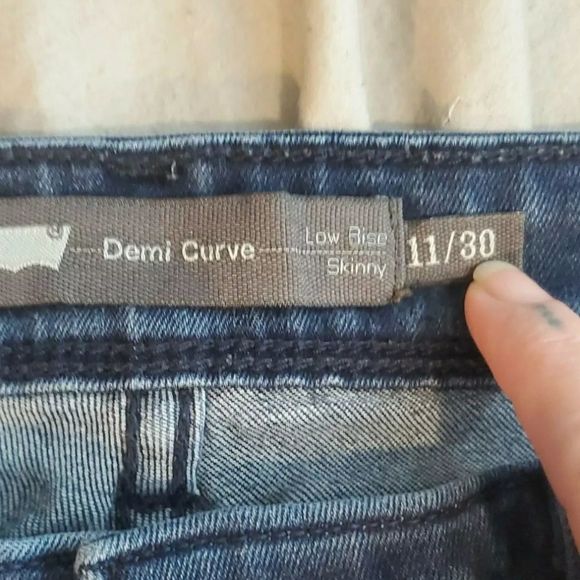 ®
Demi Curve
Low Rise
Skinny
11/30